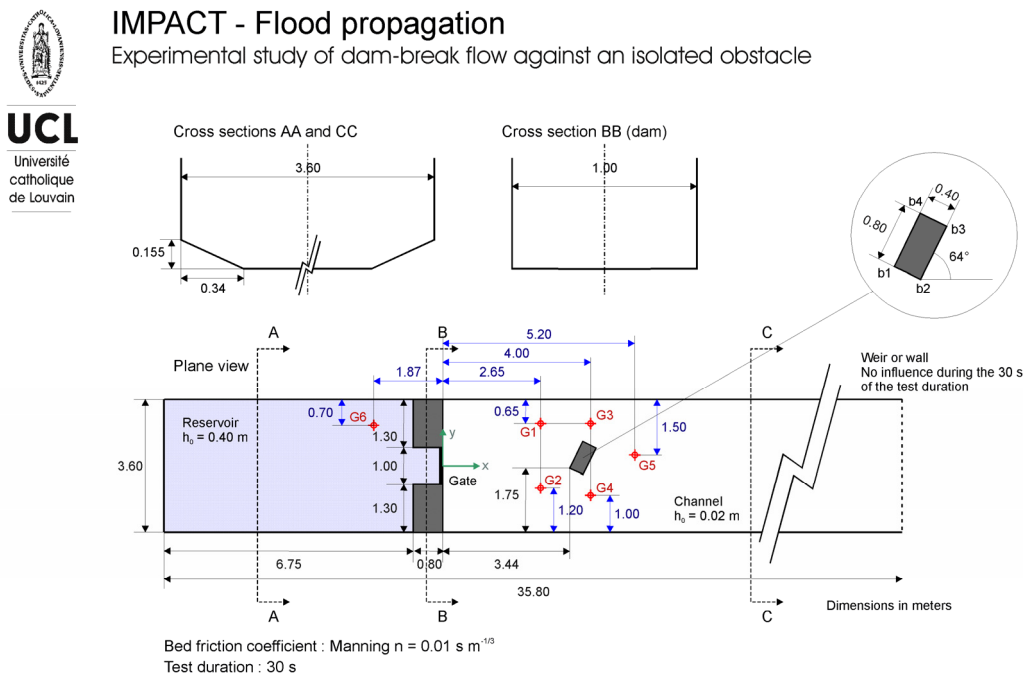 IMPACT - Flood propagation
Experimental study of dam-break flow against an isolated obstacle
UCL
Université
catholique
de Louvain
Cross sections AA and CC
3.60
0.155
0.34
Cross section BB (dam)
1.00
b4
0.40
0.80
b3
64°
b1
b2
A
B
C
5.20
4.00
1.87
2.65
Plane view
Weir or wall
No influence during the 30 s
of the test duration
Reservoir
h0 = 0.40 m
0.70
G6
1.30
0.65
G1
G3
1.50
3.60
1.00
y
x
Gate
G5
G2
G4
1.30
1.75
1.20
1.00
Channel
h0 = 0.02 m
6.75
0.80
3.44
35.80
A
B
C
Dimensions in meters
Bed friction coefficient : Manning n = 0.01 s m-1/3
Test duration : 30 s